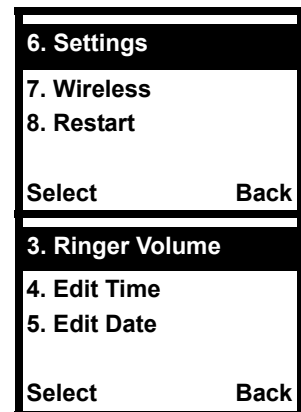 6. Settings
7. Wireless
8. Restart
Select Back
3. Ringer Volume
4. Edit Time
5. Edit Date
Select Back